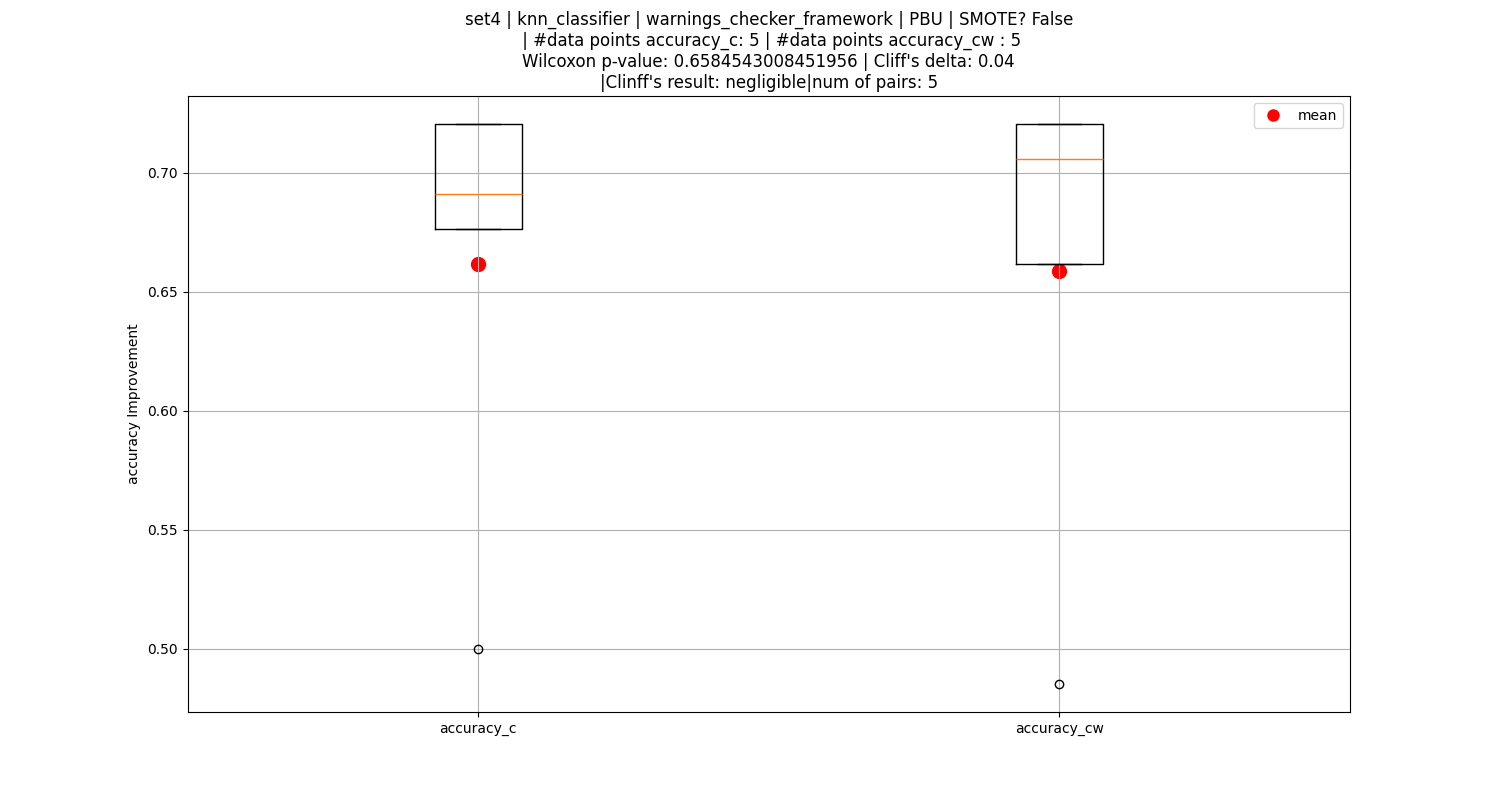 set4 | knn_classifier | warnings_checker_framework | PBU | SMOTE? False
| #data points accuracy_c: 5 | #data points accuracy_cw : 5
Wilcoxon p-value: 0.6584543008451956 | Cliff's delta: 0.04
|Clinff's result: negligible|num of pairs: 5
mean
0.70
0.65
0.60
0.55
0.50
accuracy Improvement
accuracy_c
accuracy_cw